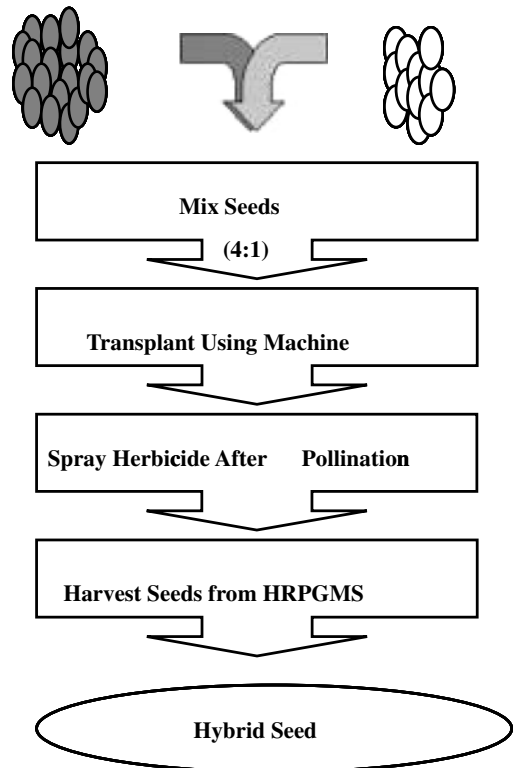 Mix Seeds
(4:1)
Transplant Using Machine
Spray Herbicide After Pollination
Harvest Seeds from HRPGMS
Hybrid Seed